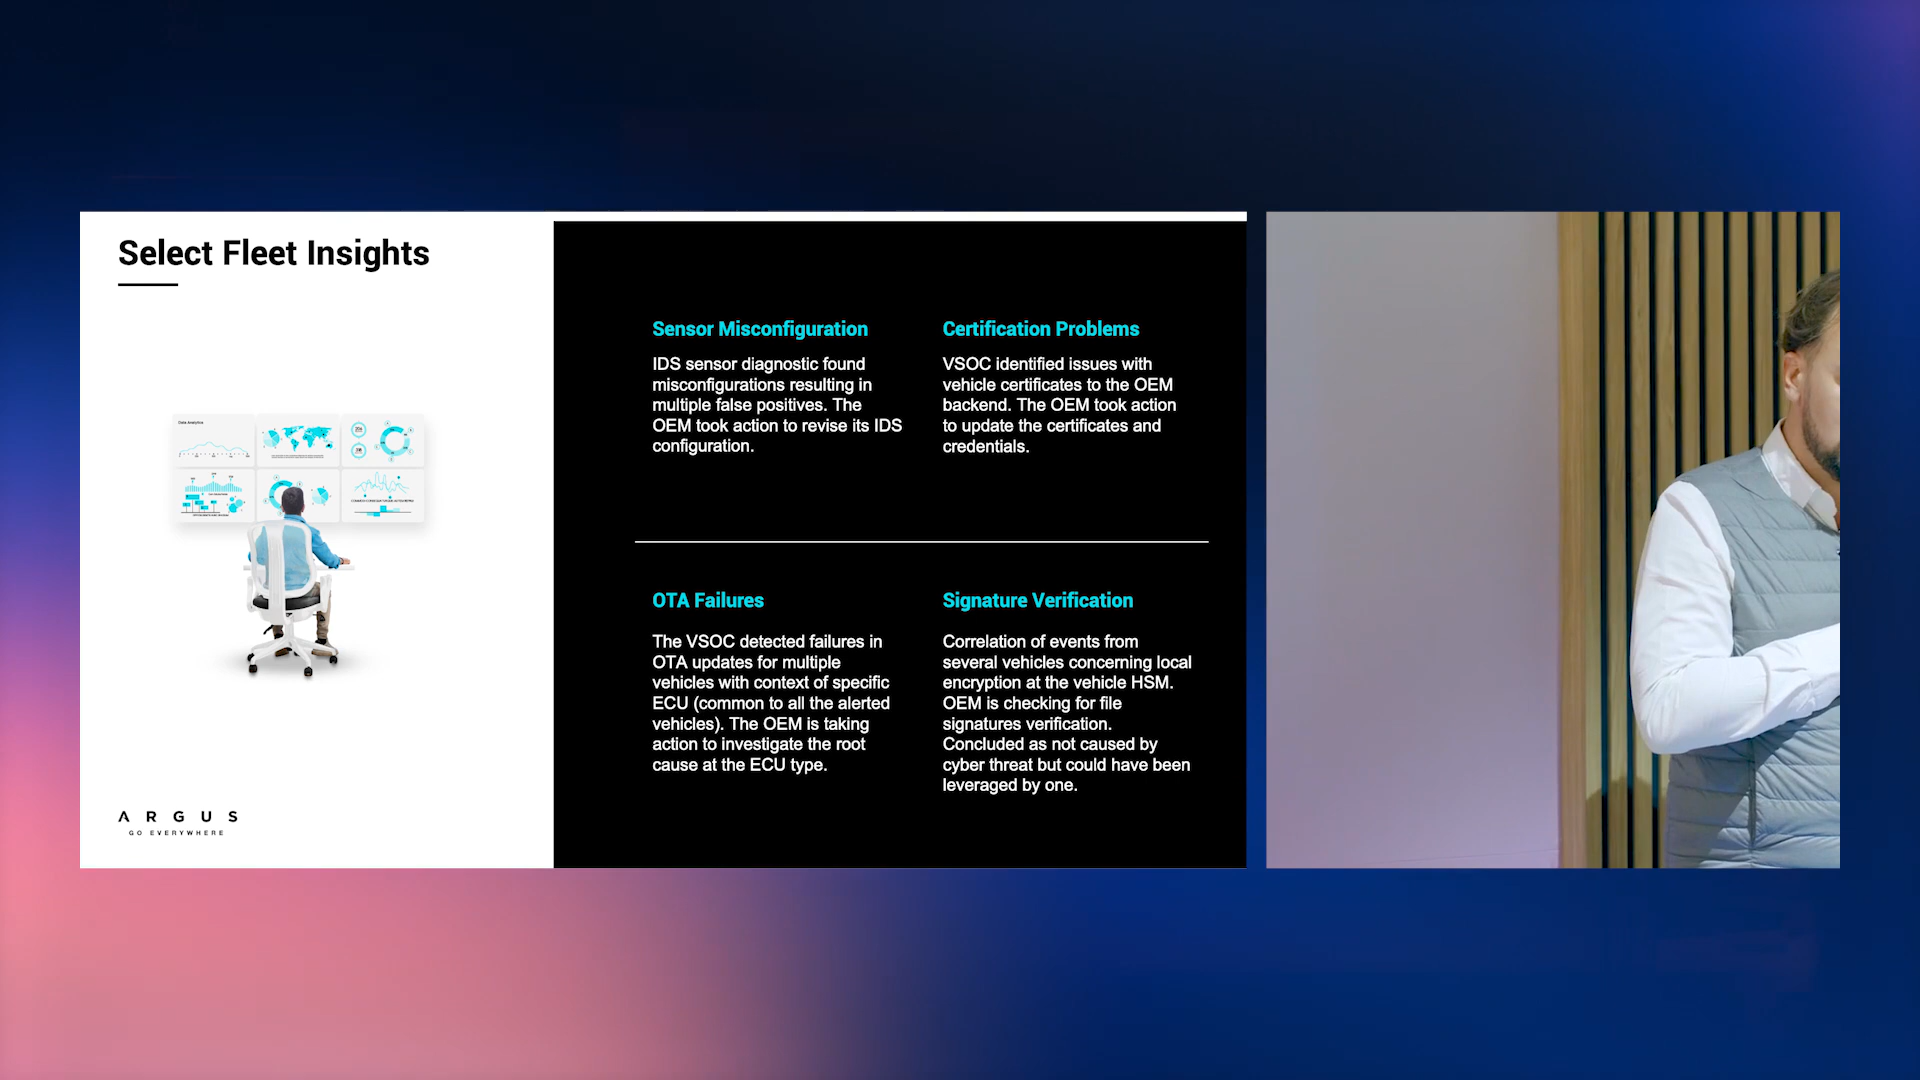 Select Fleet Insights
Data Analytics
Sensor Misconfiguration
IDS sensor diagnostic found
misconfigurations resulting in
multiple false positives. The
OEM took action to revise its IDS
configuration.
Certification Problems
VSOC identified issues with
vehicle certificates to the OEM
backend. The OEM took action
to update the certificates and
credentials.
OTA Failures
The VSOC detected failures in
OTA updates for multiple
vehicles with context of specific
ECU (common to all the alerted
vehicles). The OEM is taking
action to investigate the root
cause at the ECU type.
Signature Verification
Correlation of events from
several vehicles concerning local
encryption at the vehicle HSM.
OEM is checking for file
signatures verification.
Concluded as not caused by
cyber threat but could have been
leveraged by one.
ARGUS
GO EVERYWHERE